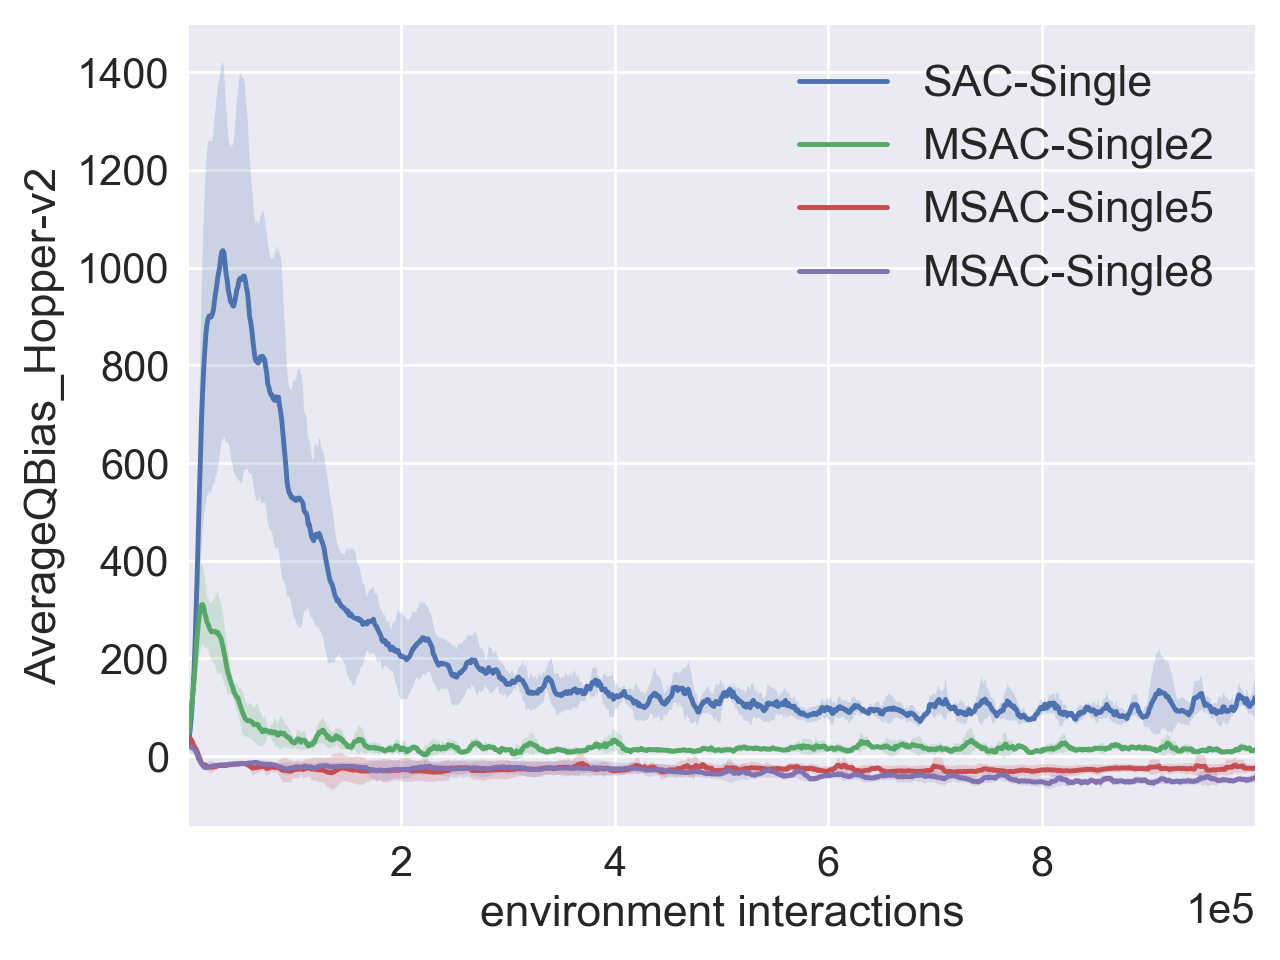 AverageQBias_Hopper-v2
1400
1200
1000
800
600
400
200
0
SAC-Single
MSAC-Single2
MSAC-Single5
MSAC-Single8
2
4
6
8
1e5
environment interactions